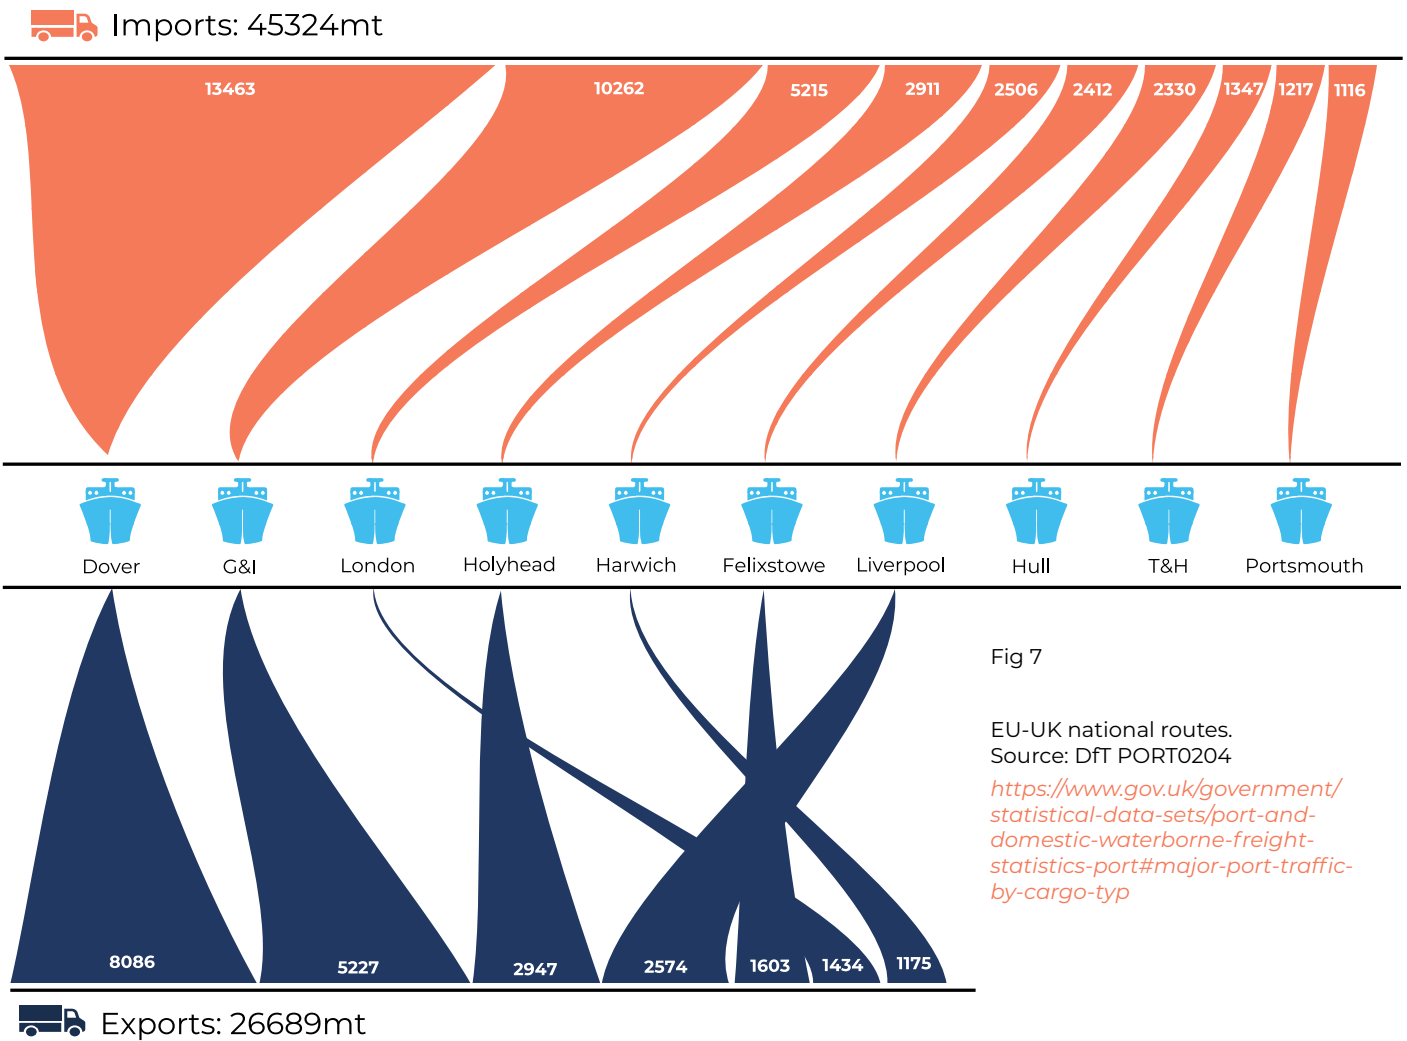 Imports: 45324mt
13463 10262 5215 2911 2506 2412 2330 1347 1217 1116
Dover G&I London Holyhead Harwich Felixstowe Liverpool Hull T&H Portsmouth
Fig 7
EU-UK national routes.
Source: DfT PORT0204
https://www.gov.uk/government/
statistical-data-sets/port-and-
domestic-waterborne-freight-
statistics-port#major-port-traffic-
by-cargo-typ
8086 5227 2947 2574 1603 1434 1175
Exports: 26689mt